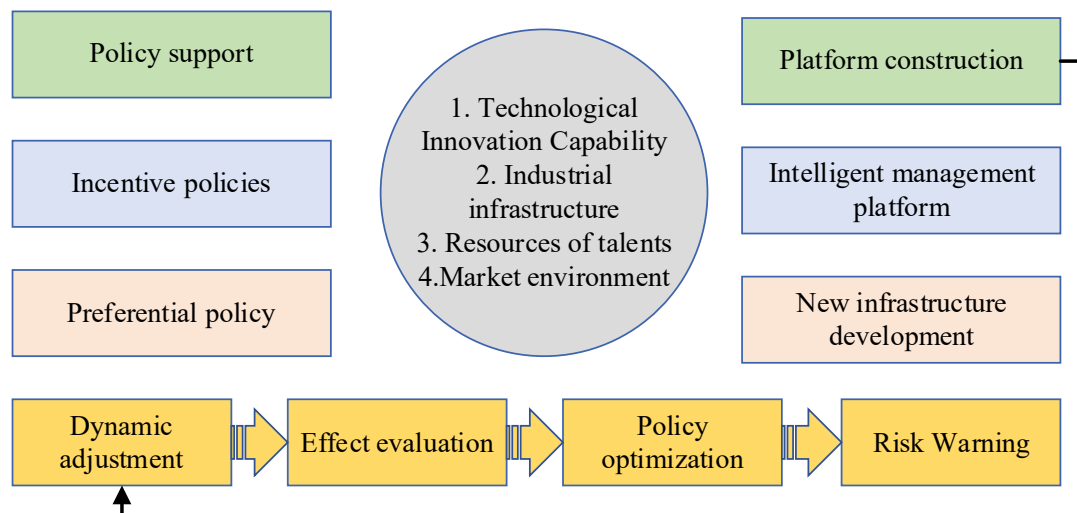 Policy support
Incentive policies
Preferential policy
1. Technological
Innovation Capability
2. Industrial
infrastructure
3. Resources of talents
4.Market environment
Platform construction
Intelligent management
platform
New infrastructure
development
Dynamic
adjustment
Effect evaluation
Policy
optimization
Risk Warning